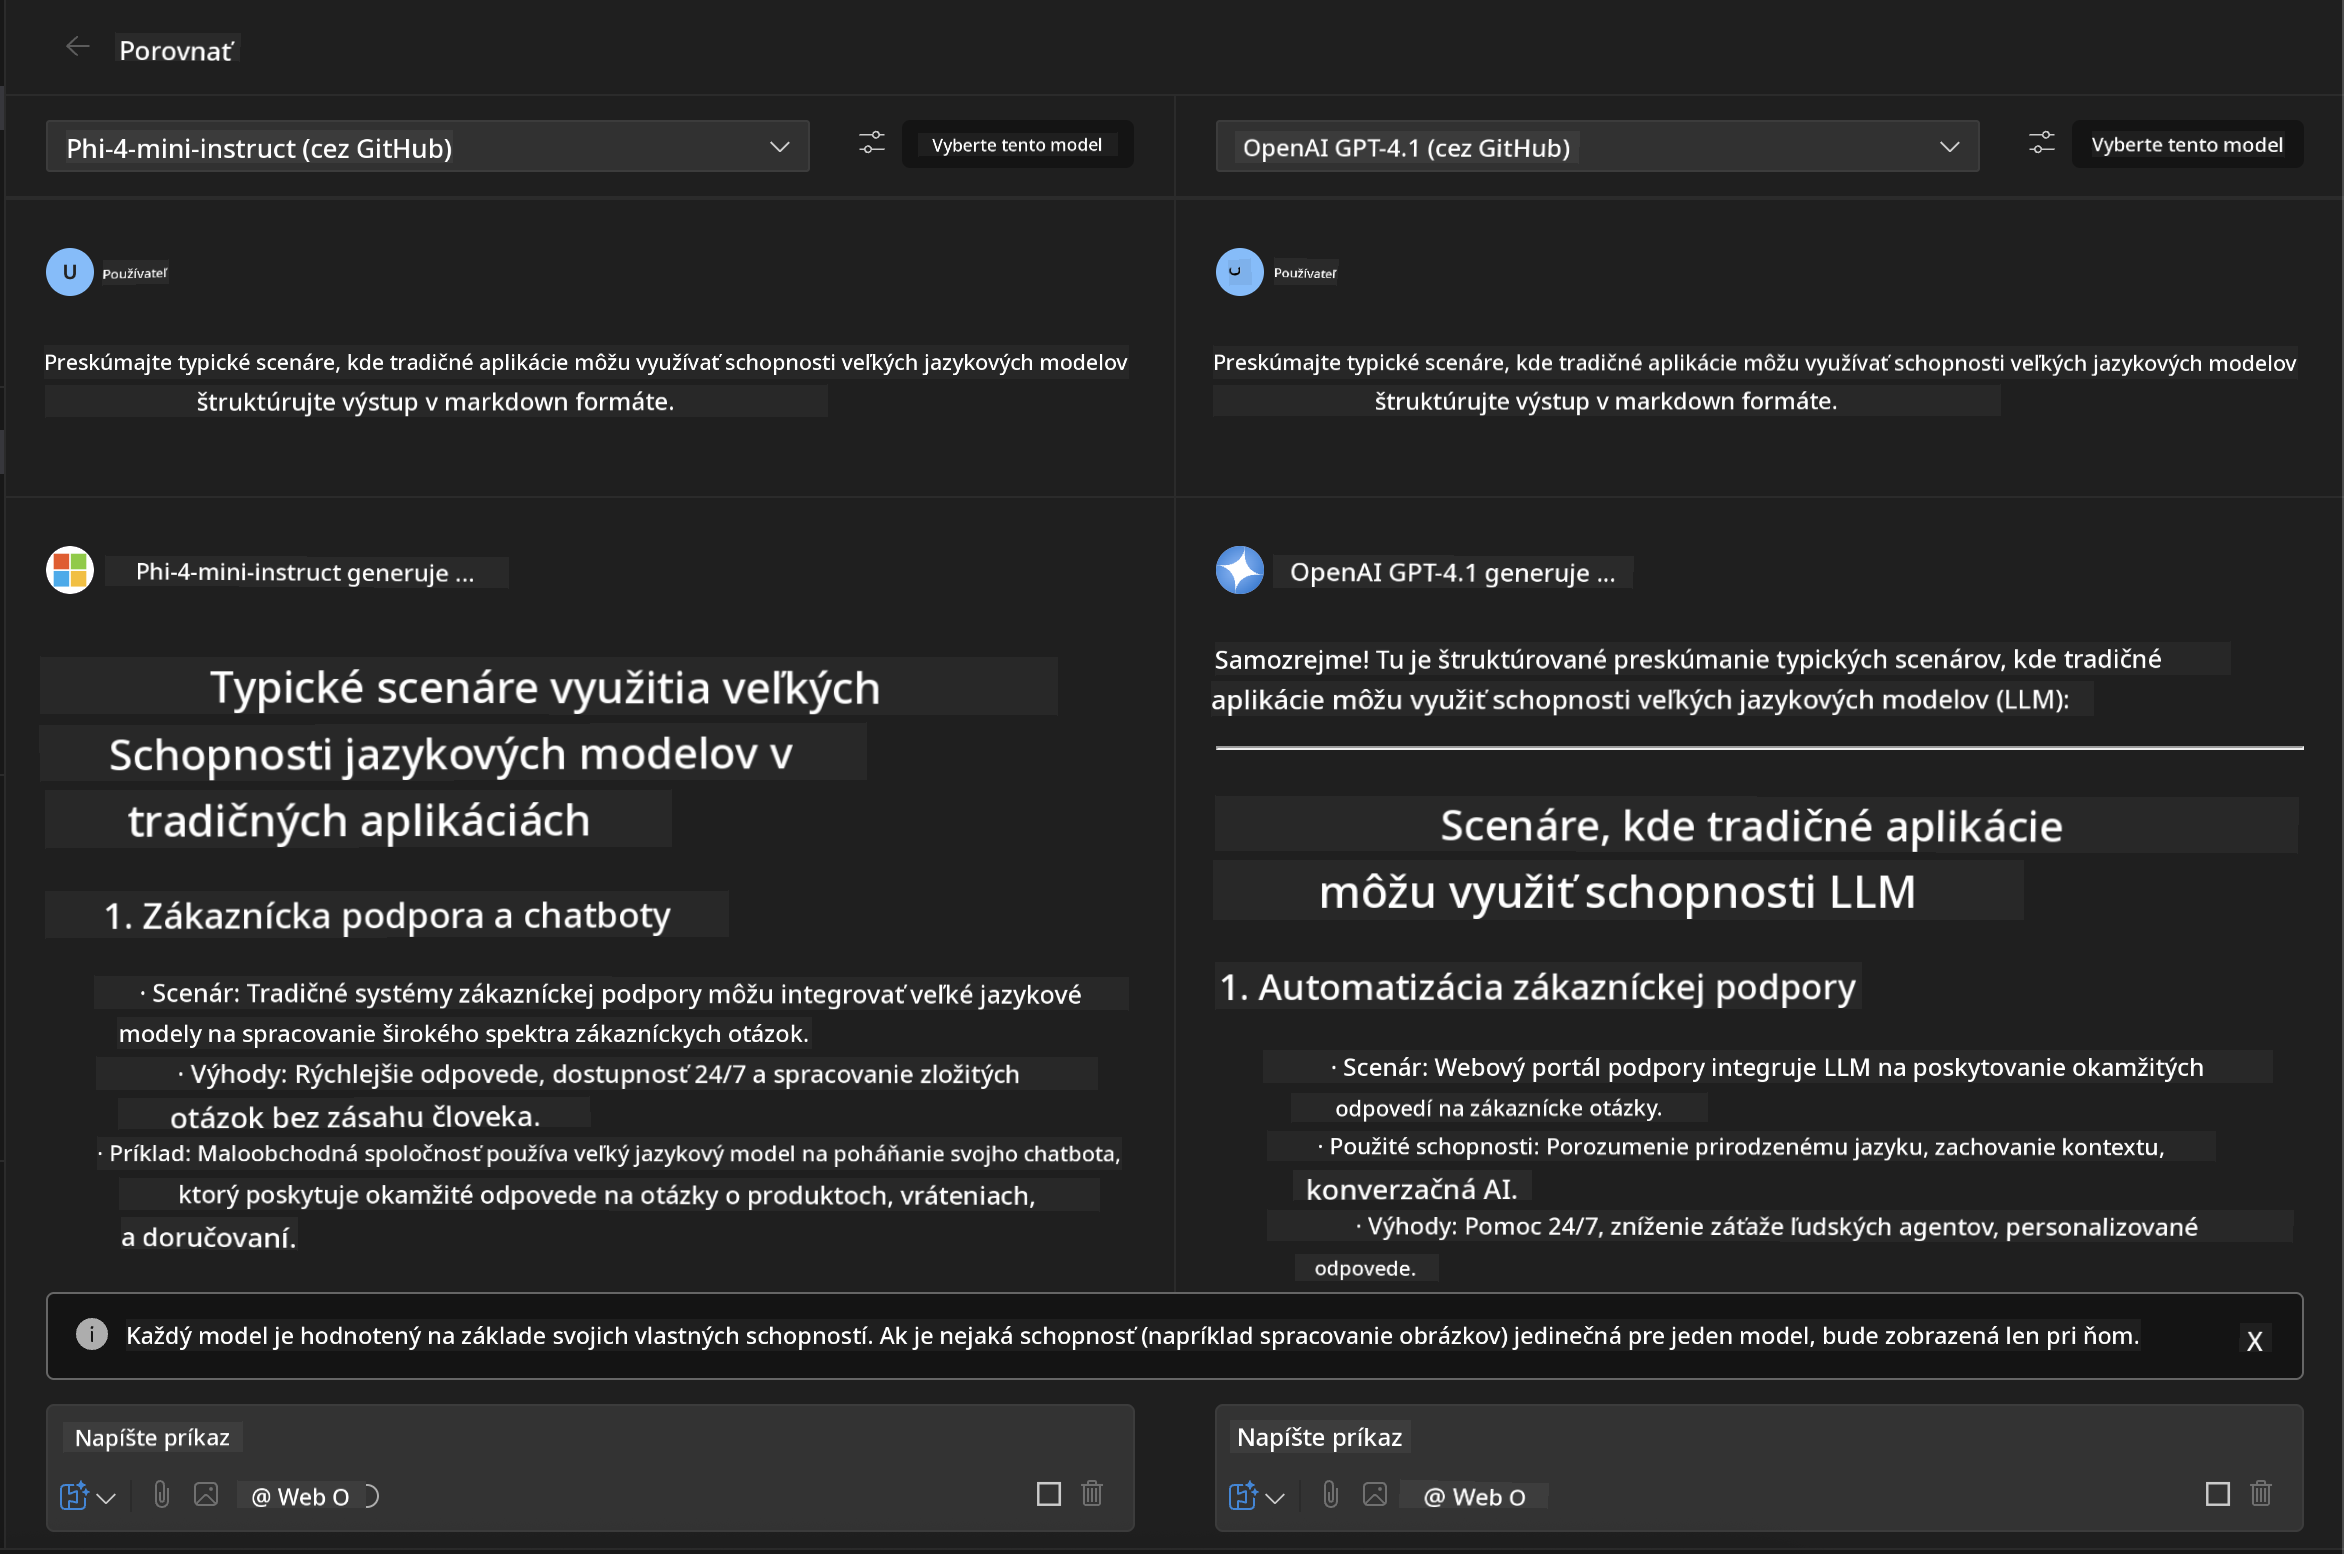 Porovnať
Phi-4-mini-instruct (cez GitHub)
Vyberte tento model
U
Používateľ
Preskúmajte typické scenáre, kde tradičné aplikácie môžu využívať schopnosti veľkých jazykových modelov
štruktúrujte výstup v markdown formáte.
Phi-4-mini-instruct generuje ...
Typické scenáre využitia veľkých
Schopnosti jazykových modelov v
tradičných aplikáciách
1. Zákaznícka podpora a chatboty
· Scenár: Tradičné systémy zákazníckej podpory môžu integrovať veľké jazykové
modely na spracovanie širokého spektra zákazníckych otázok.
· Výhody: Rýchlejšie odpovede, dostupnosť 24/7 a spracovanie zložitých
otázok bez zásahu človeka.
· Príklad: Maloobchodná spoločnosť používa veľký jazykový model na poháňanie svojho chatbota,
ktorý poskytuje okamžité odpovede na otázky o produktoch, vráteniach,
a doručovaní.
OpenAI GPT-4.1 (cez GitHub)
Vyberte tento model
U
Používateľ
Preskúmajte typické scenáre, kde tradičné aplikácie môžu využívať schopnosti veľkých jazykových modelov
štruktúrujte výstup v markdown formáte.
OpenAI GPT-4.1 generuje ...
Samozrejme! Tu je štruktúrované preskúmanie typických scenárov, kde tradičné
aplikácie môžu využiť schopnosti veľkých jazykových modelov (LLM):
Scenáre, kde tradičné aplikácie
môžu využiť schopnosti LLM
1. Automatizácia zákazníckej podpory
· Scenár: Webový portál podpory integruje LLM na poskytovanie okamžitých
odpovedí na zákaznícke otázky.
· Použité schopnosti: Porozumenie prirodzenému jazyku, zachovanie kontextu,
konverzačná AI.
· Výhody: Pomoc 24/7, zníženie záťaže ľudských agentov, personalizované
odpovede.
Každý model je hodnotený na základe svojich vlastných schopností. Ak je nejaká schopnosť (napríklad spracovanie obrázkov) jedinečná pre jeden model, bude zobrazená len pri ňom.
X
Napíšte príkaz
@ Web O
Napíšte príkaz
@ Web O